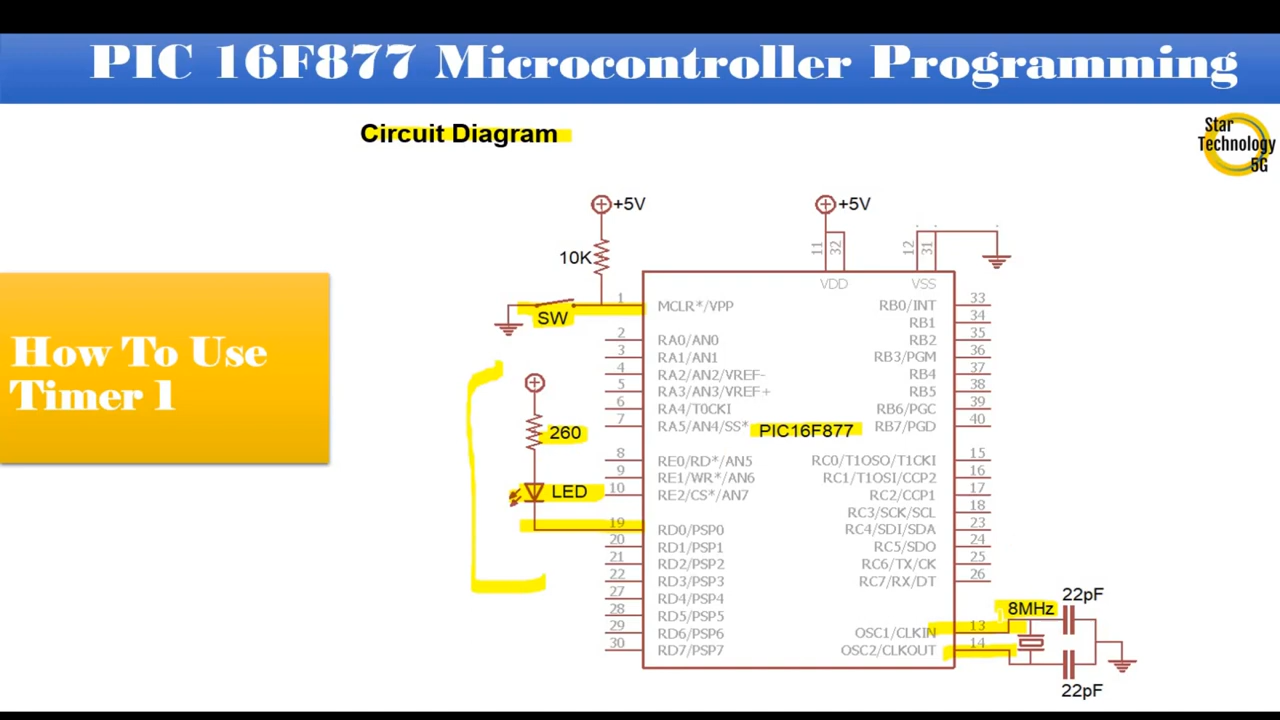 PIC 16F877 Microcontroller Programming
Circuit Diagram
Star
Technology
5G
+5V
+5V
10K
11
32
12
31
VDD
VSS
How To Use
Timer 1
SW
1
MCLR*/VPP
2
RA0/AN0
3
RA1/AN1
4
RA2/AN2/VREF-
5
RA3/AN3/VREF+
6
RA4/T0CKI
7
RA5/AN4/SS*
PIC16F877
260
8
RE0/RD*/AN5
9
RE1/WR*/AN6
LED
10
RE2/CS*/AN7
19
RD0/PSP0
20
RD1/PSP1
21
RD2/PSP2
22
RD3/PSP3
27
RD4/PSP4
28
RD5/PSP5
29
RD6/PSP6
30
RD7/PSP7
RB0/INT
33
RB1
34
RB2
35
RB3/PGM
36
RB4
37
RB5
38
RB6/PGC
39
RB7/PGD
40
RC0/T1OSO/T1CKI
15
RC1/T1OSI/CCP2
16
RC2/CCP1
17
RC3/SCK/SCL
18
RC4/SDI/SDA
23
RC5/SDO
24
RC6/TX/CK
25
RC7/RX/DT
26
OSC1/CLKIN
13
OSC2/CLKOUT
14
8MHz
22pF
22pF